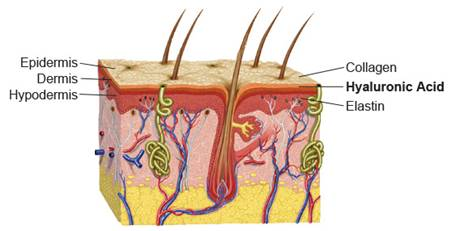 Epidermis
Dermis
Hypodermis
Collagen
Hyaluronic Acid
Elastin